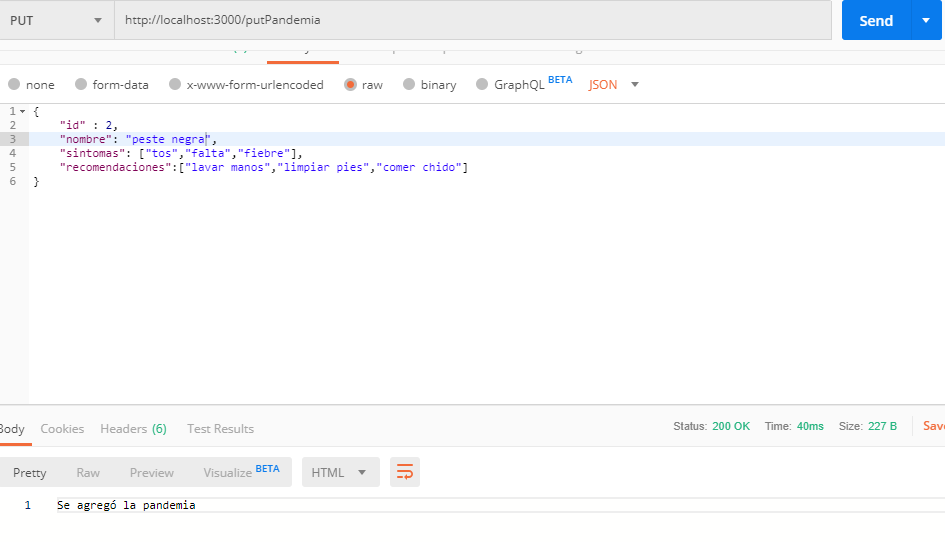 PUT http://localhost:3000/putPandemia Send
none form-data x-www-form-urlencoded raw binary GraphQL BETA JSON
1 {
2 "id" : 2,
3 "nombre": "peste negra",
4 "sintomas": ["tos","falta","fiebre"],
5 "recomendaciones":["lavar manos","limpiar pies","comer chido"]
6 }
Body Cookies Headers (6) Test Results Status: 200 OK Time: 40ms Size: 227 B Save
Pretty Raw Preview Visualize BETA HTML
1 Se agregó la pandemia